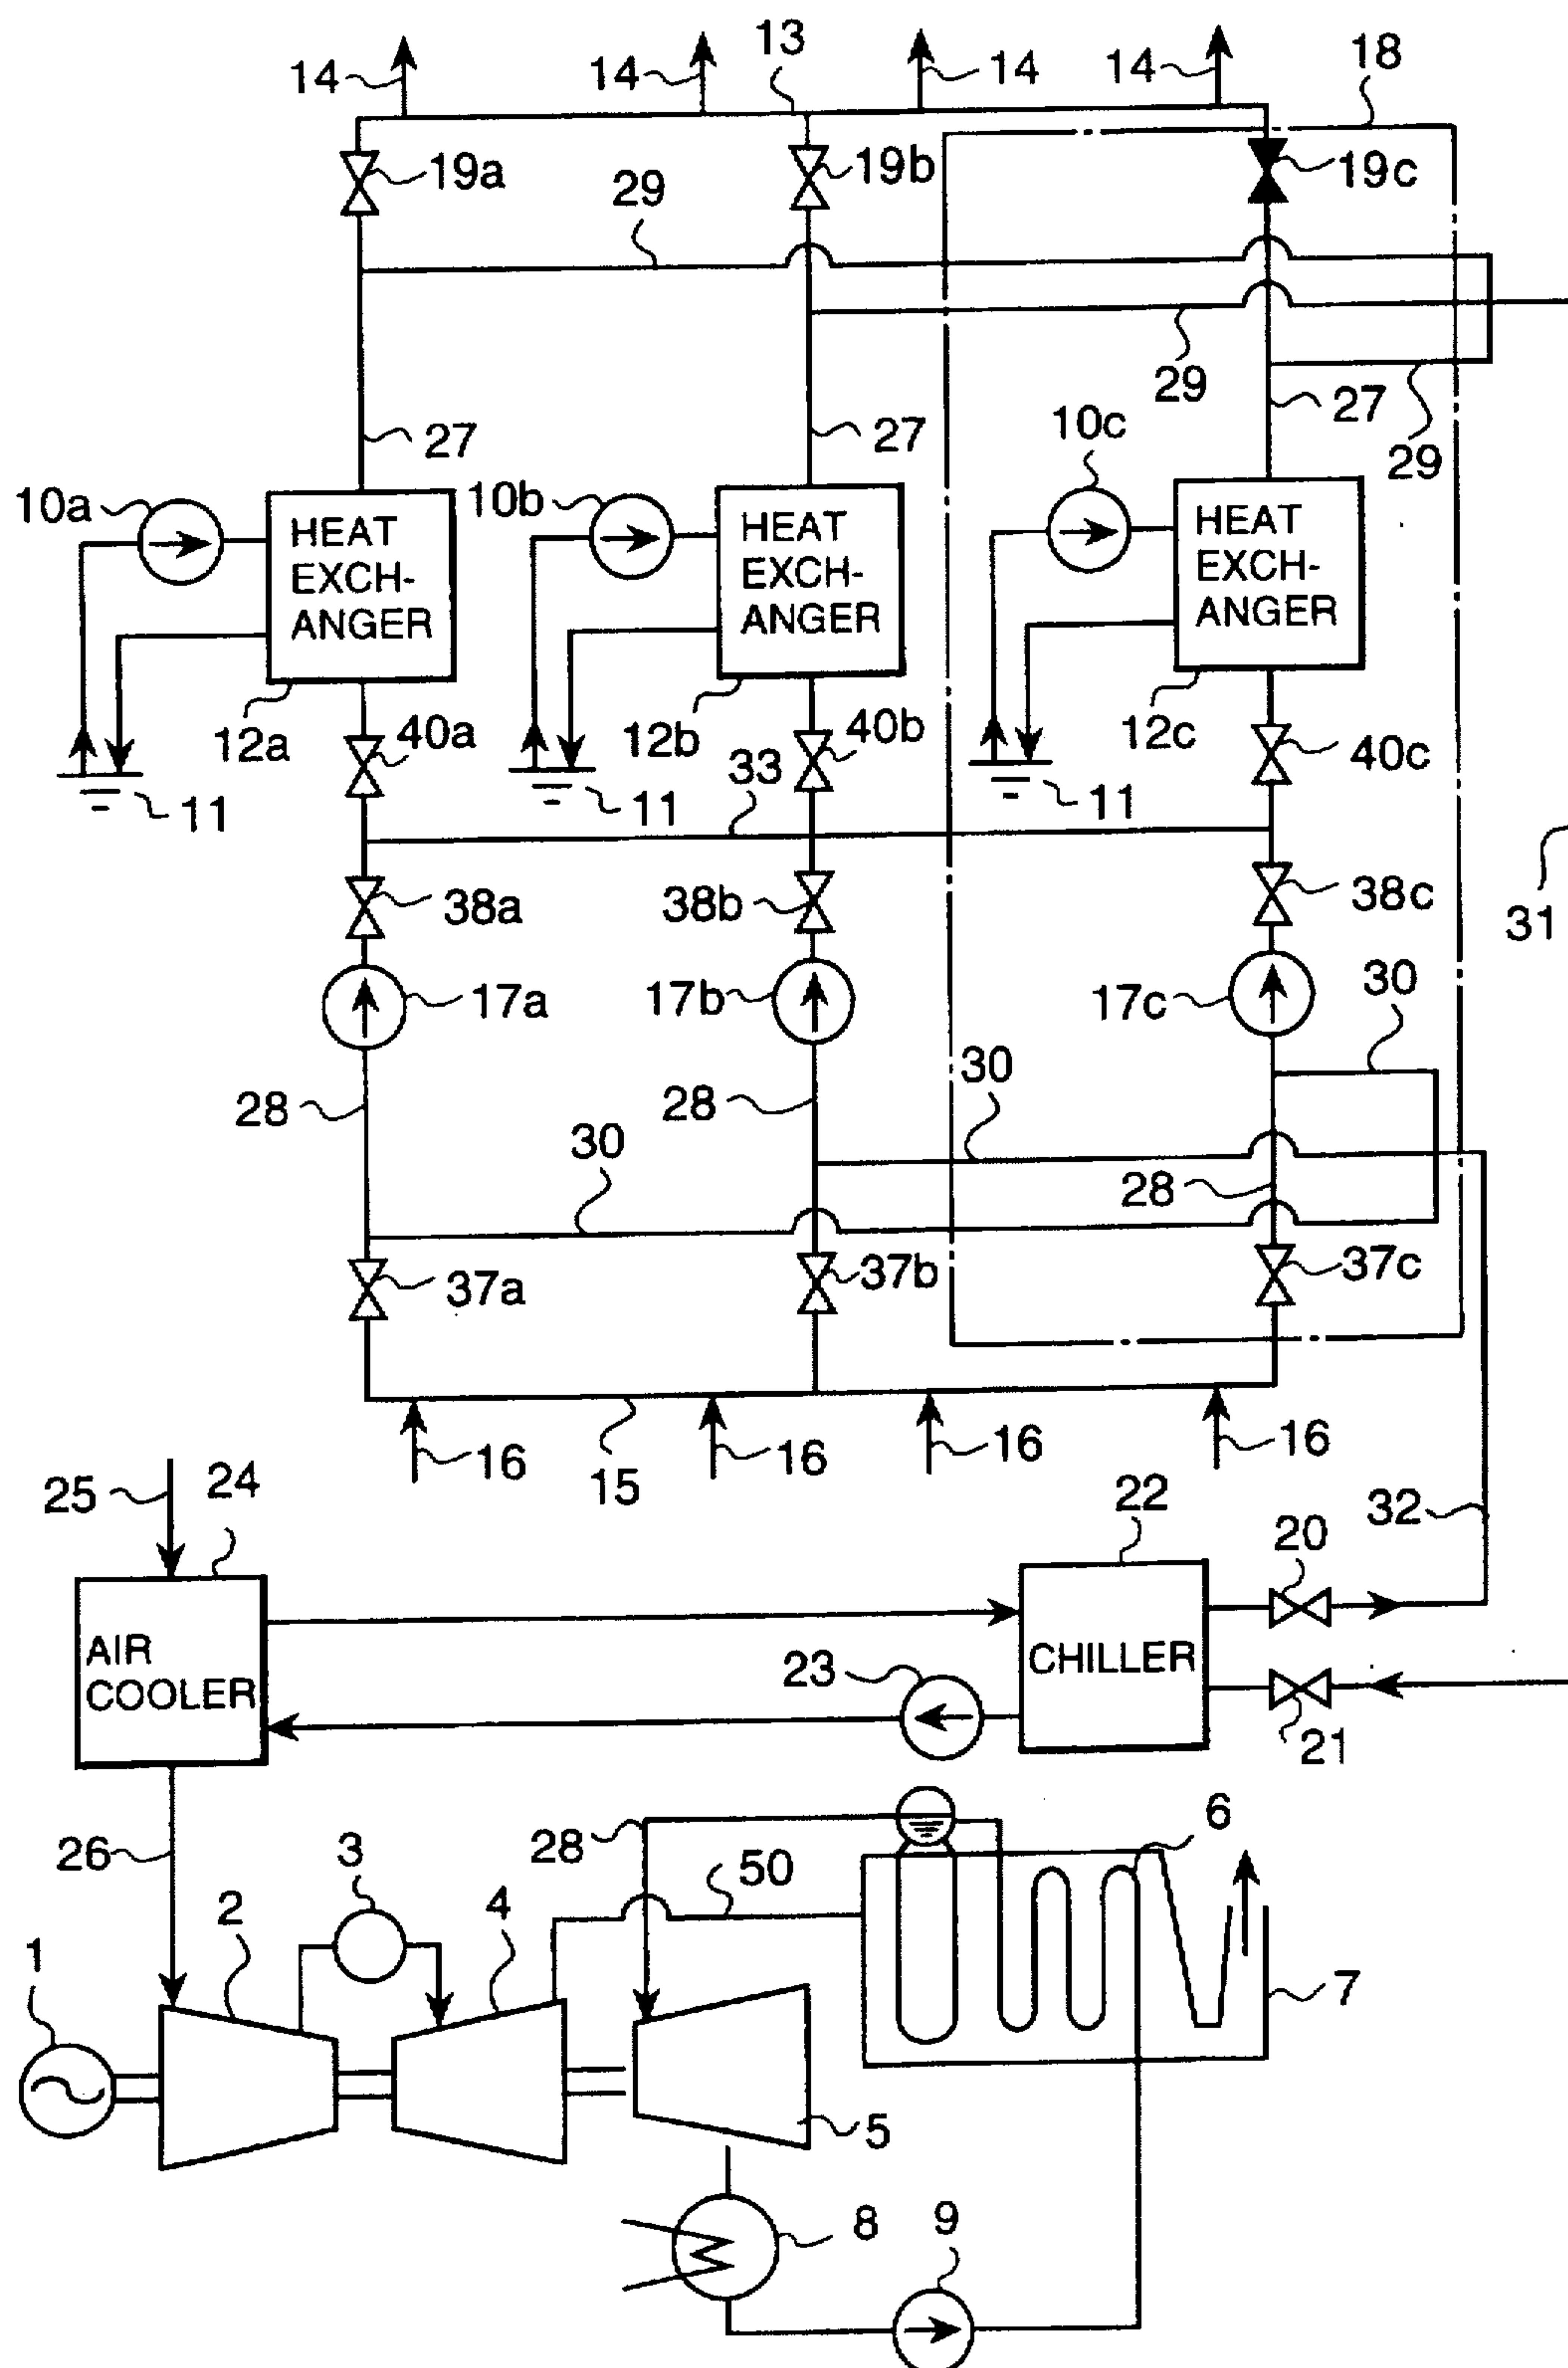 13
18
14
14
14
14
19a
19b
19c
29
29
27
27
27
29
10c
10a
10b
HEAT
EXCH-
ANGER
HEAT
EXCH-
ANGER
HEAT
EXCH-
ANGER
12a
40a
12b
40b
12c
40c
33
11
11
11
38a
38b
38c
31
17a
17b
17c
30
30
28
28
30
28
37a
37b
37c
16
16
16
16
15
25
24
22
32
20
AIR
COOLER
CHILLER
23
21
26
28
6
3
50
2
4
1
7
5
8
9